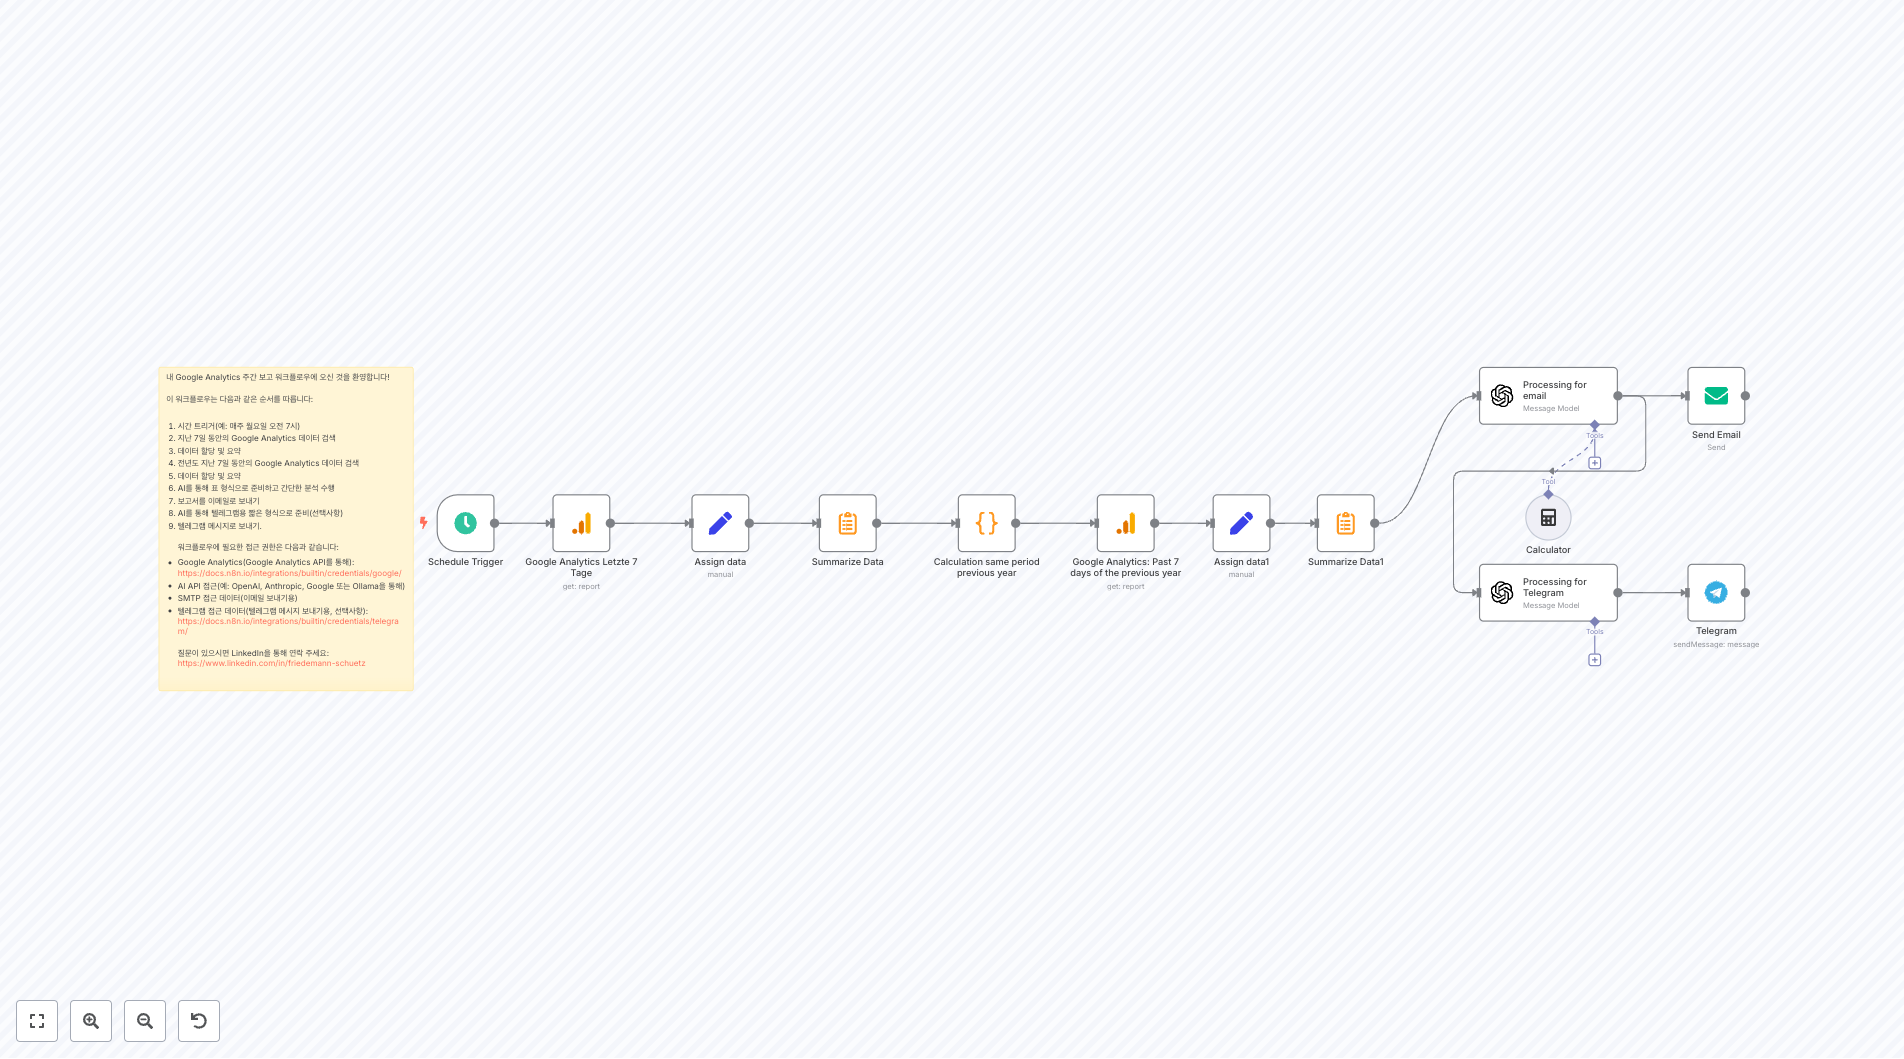 내 Google Analytics 주간 보고 워크플로우에 오신 것을 환영합니다!
이 워크플로우는 다음과 같은 순서를 따릅니다:
1. 시간 트리거(예: 매주 월요일 오전 7시)
2. 지난 7일 동안의 Google Analytics 데이터 검색
3. 데이터 할당 및 요약
4. 전년도 지난 7일 동안의 Google Analytics 데이터 검색
5. 데이터 할당 및 요약
6. AI를 통해 표 형식으로 준비하고 간단한 분석 수행
7. 보고서를 이메일로 보내기
8. AI를 통해 텔레그램용 짧은 형식으로 준비(선택사항)
9. 텔레그램 메시지로 보내기.
워크플로우에 필요한 접근 권한은 다음과 같습니다:
• Google Analytics(Google Analytics API를 통해):
https://docs.n8n.io/integrations/builtin/credentials/google/
• AI API 접근(예: OpenAI, Anthropic, Google 또는 Ollama을 통해)
• SMTP 접근 데이터(이메일 보내기용)
• 텔레그램 접근 데이터(텔레그램 메시지 보내기용, 선택사항):
https://docs.n8n.io/integrations/builtin/credentials/telegra
m/
질문이 있으시면 LinkedIn을 통해 연락 주세요:
https://www.linkedin.com/in/friedemann-schuetz
Schedule Trigger
Google Analytics Letzte 7
Tage
get: report
Assign data
manual
Summarize Data
Calculation same period
previous year
Google Analytics: Past 7
days of the previous year
get: report
Assign data1
manual
Summarize Data1
Processing for
email
Message Model
Tools
Send Email
Send
Tool
Calculator
Processing for
Telegram
Message Model
Tools
Telegram
sendMessage: message